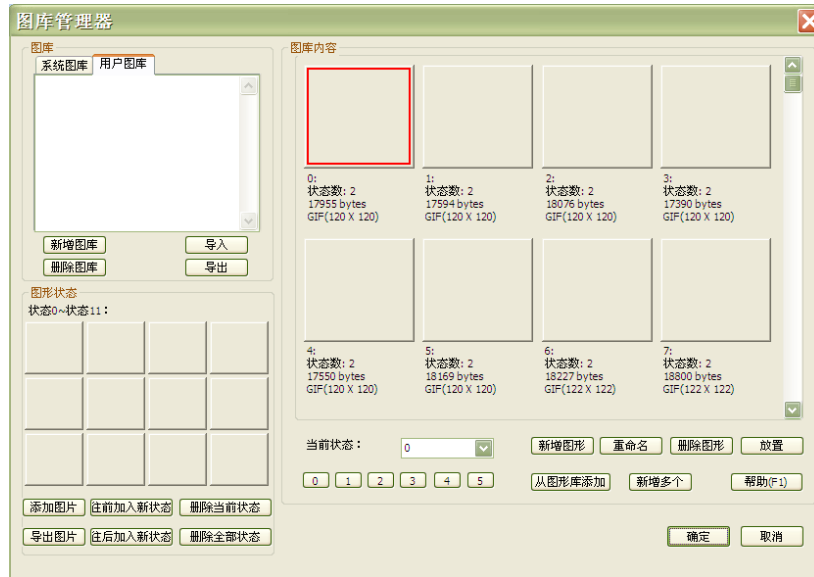 图库管理器
图库
系统图库 用户图库
新增图库 导入
删除图库 导出
图形状态
状态0~状态11：
添加图片 往前加入新状态 删除当前状态
导出图片 往后加入新状态 删除全部状态
图库内容
0: 1: 2: 3:
状态数: 2 状态数: 2 状态数: 2 状态数: 2
17955 bytes 17594 bytes 18076 bytes 17390 bytes
GIF(120 X 120) GIF(120 X 120) GIF(120 X 120) GIF(120 X 120)
4: 5: 6: 7:
状态数: 2 状态数: 2 状态数: 2 状态数: 2
17550 bytes 18169 bytes 18227 bytes 18800 bytes
GIF(120 X 120) GIF(120 X 120) GIF(122 X 122) GIF(122 X 122)
当前状态： 0 新增图形 重命名 删除图形 放置
0 1 2 3 4 5 从图形库添加 新增多个 帮助(F1)
确定 取消